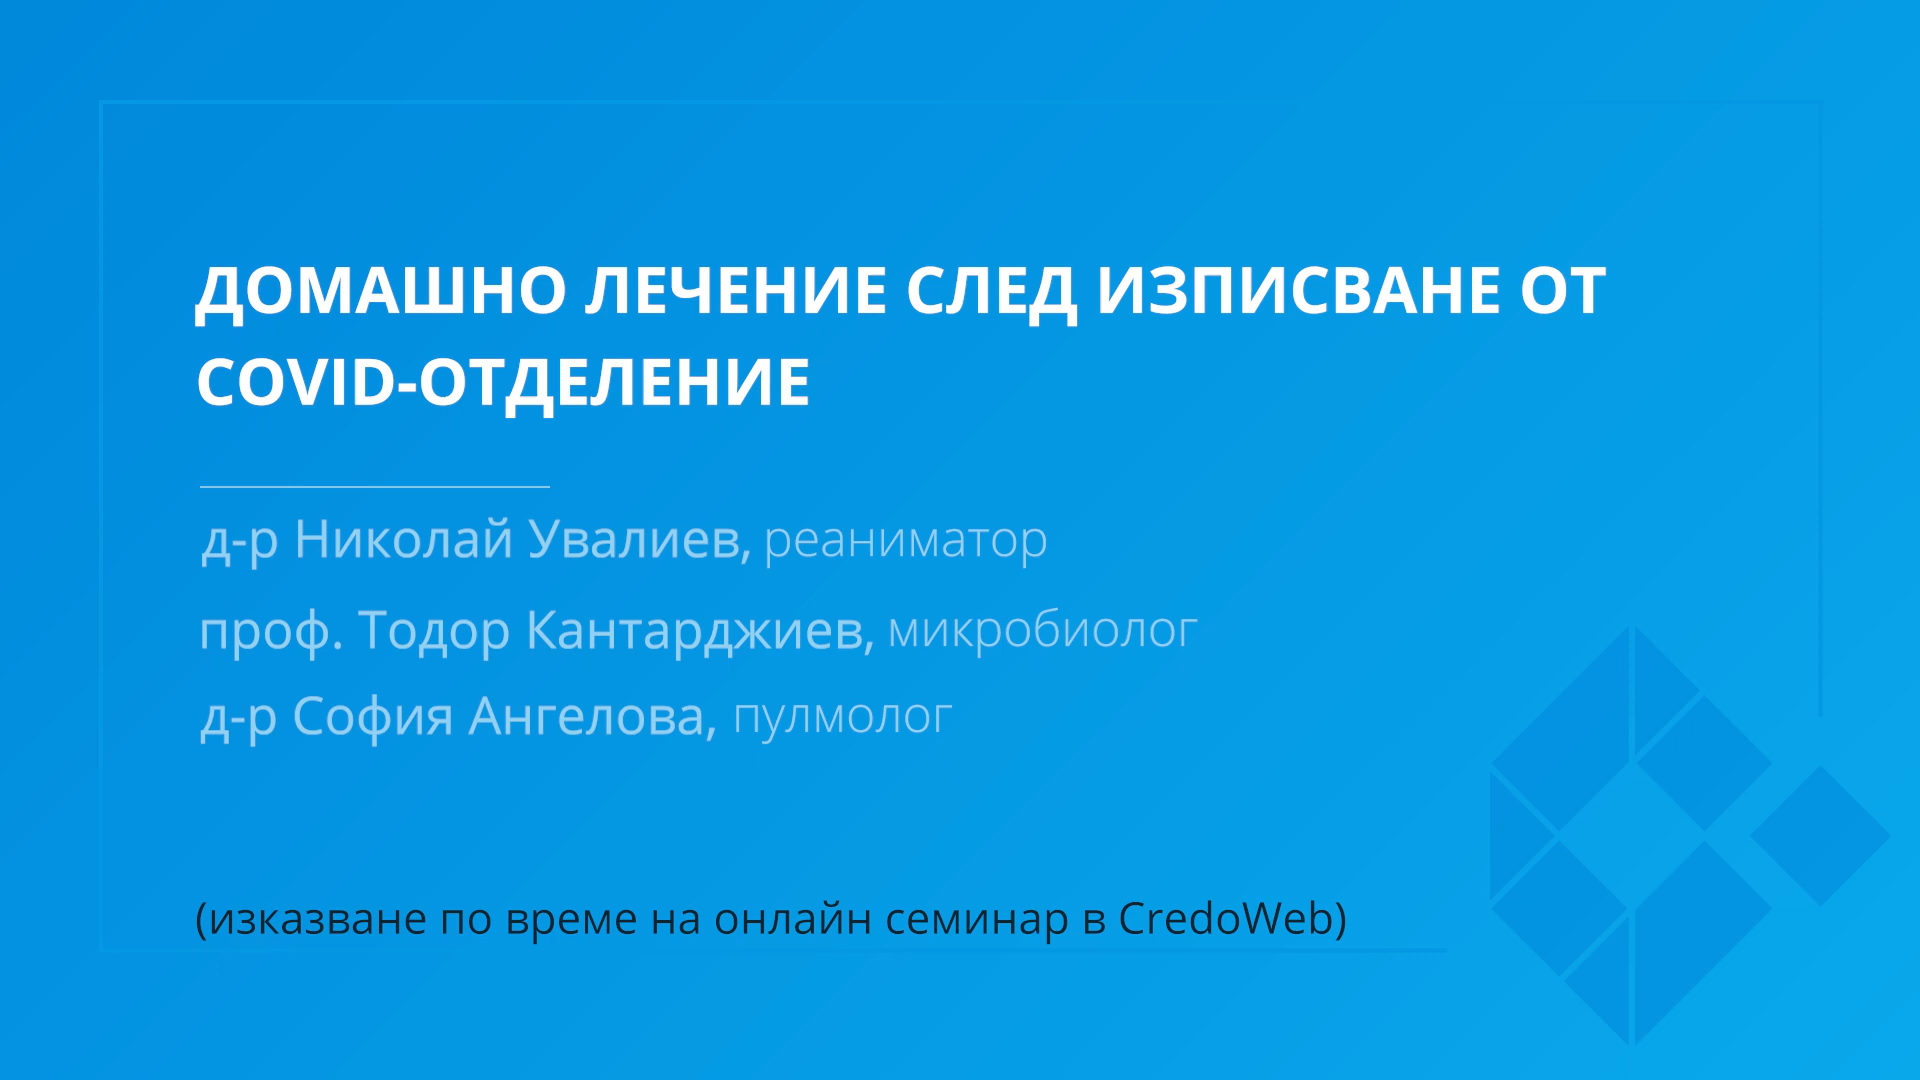 ДОМАШНО ЛЕЧЕНИЕ СЛЕД ИЗПИСВАНЕ ОТ
COVID-ОТДЕЛЕНИЕ
д-р Николай Увалиев, реаниматор
проф. Тодор Кантарджиев, микробиолог
д-р София Ангелова, пулмолог
(изказване по време на онлайн семинар в CredoWeb)